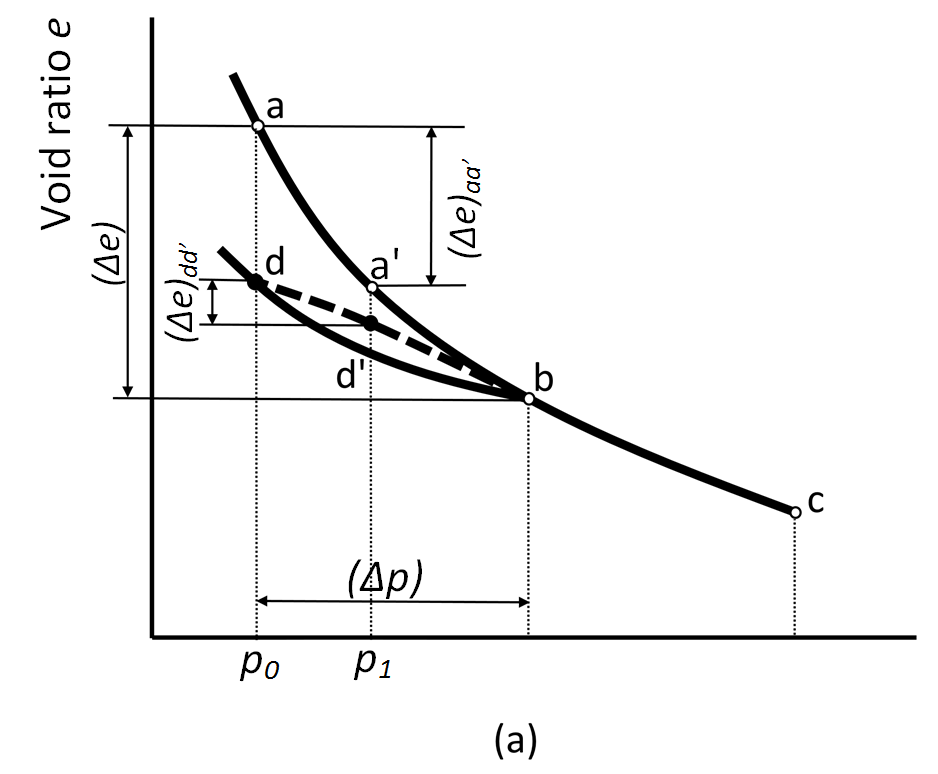 Void ratio e
a
(Δe)aa'
(Δe)
d
a'
(Δe)dd'
d'
b
c
(Δp)
p0
p1
(a)